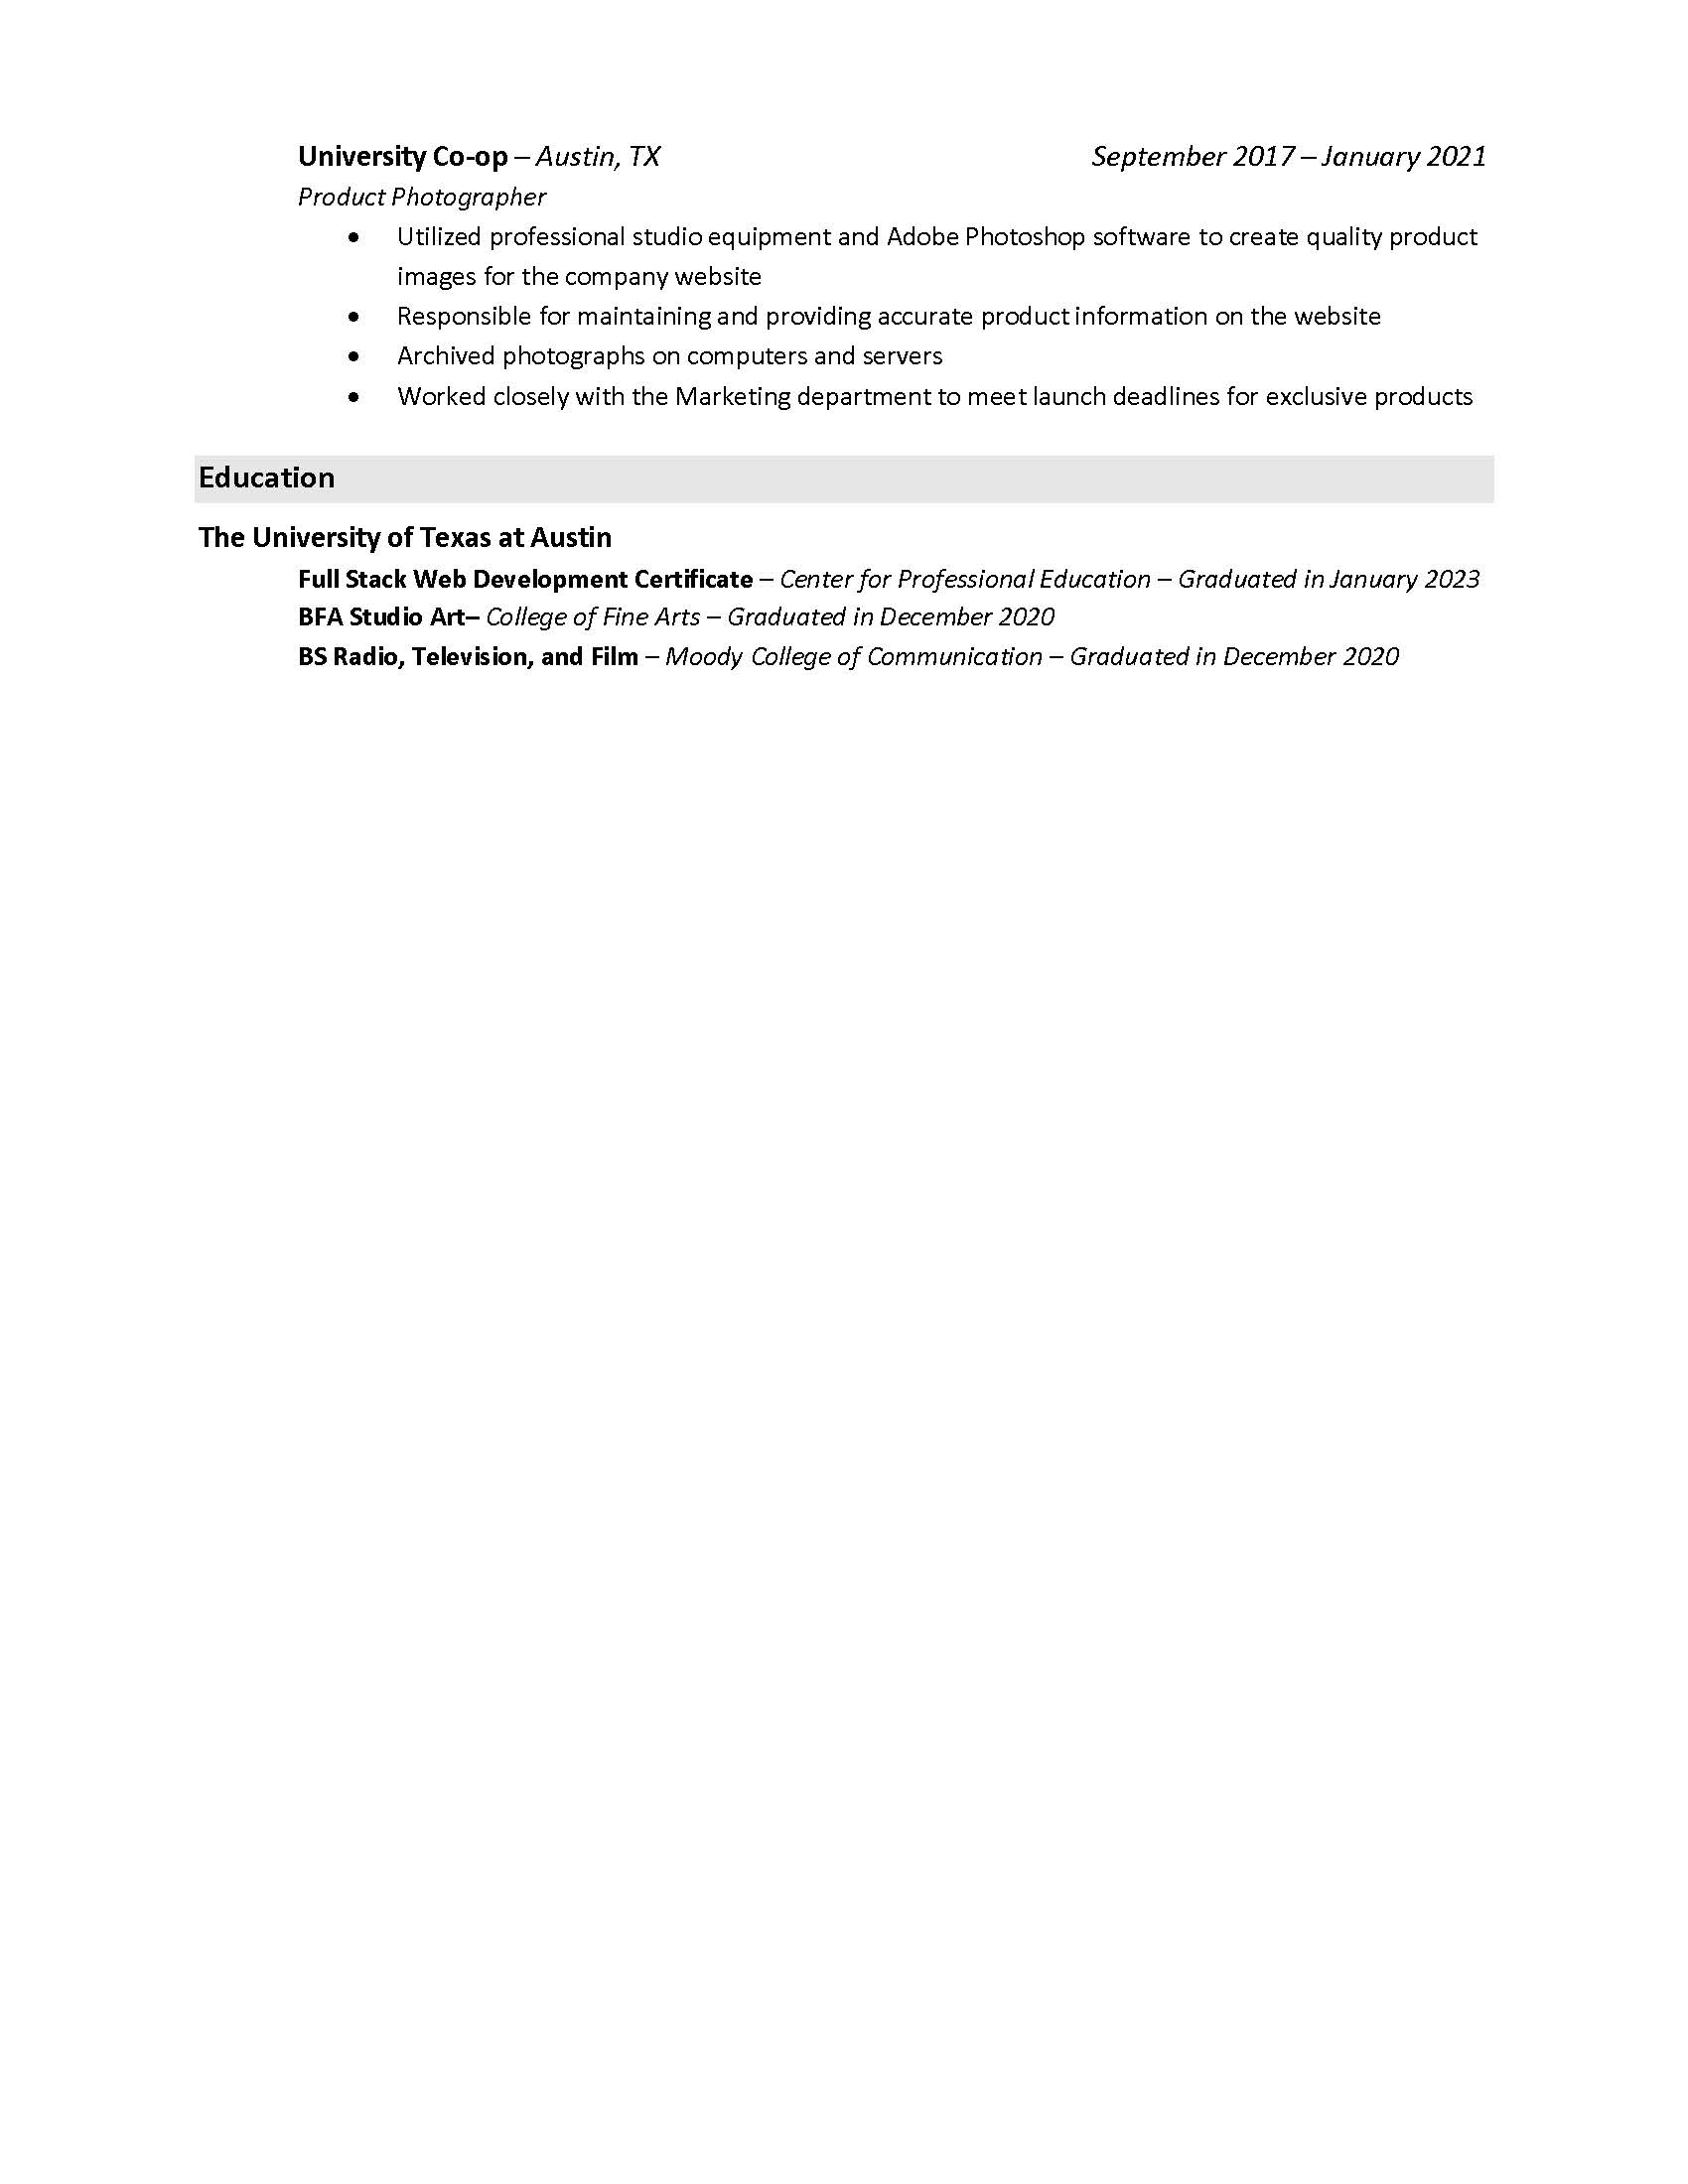 University Co-op – Austin, TX September 2017 – January 2021
Product Photographer
• Utilized professional studio equipment and Adobe Photoshop software to create quality product
images for the company website
• Responsible for maintaining and providing accurate product information on the website
• Archived photographs on computers and servers
• Worked closely with the Marketing department to meet launch deadlines for exclusive products
Education
The University of Texas at Austin
Full Stack Web Development Certificate – Center for Professional Education – Graduated in January 2023
BFA Studio Art– College of Fine Arts – Graduated in December 2020
BS Radio, Television, and Film – Moody College of Communication – Graduated in December 2020